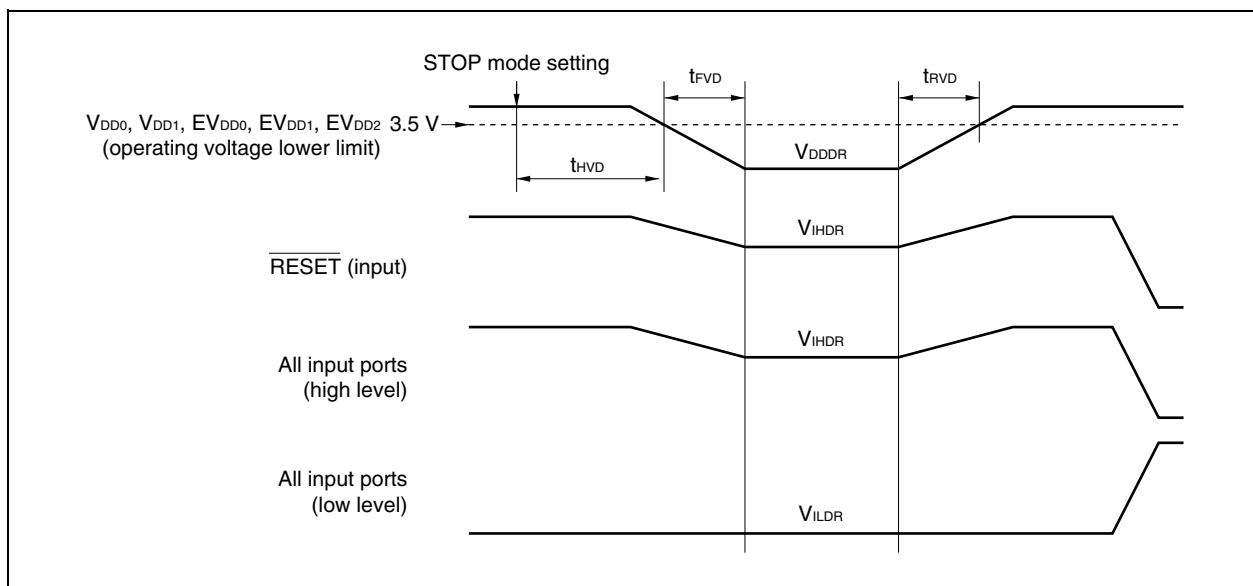 STOP mode setting
tFVD
tRVD
VDD0, VDD1, EVDD0, EVDD1, EVDD2 3.5 V
(operating voltage lower limit)
VDDDR
tHVD
VIHDR
RESET (input)
VIHDR
All input ports
(high level)
All input ports
(low level)
VILDR